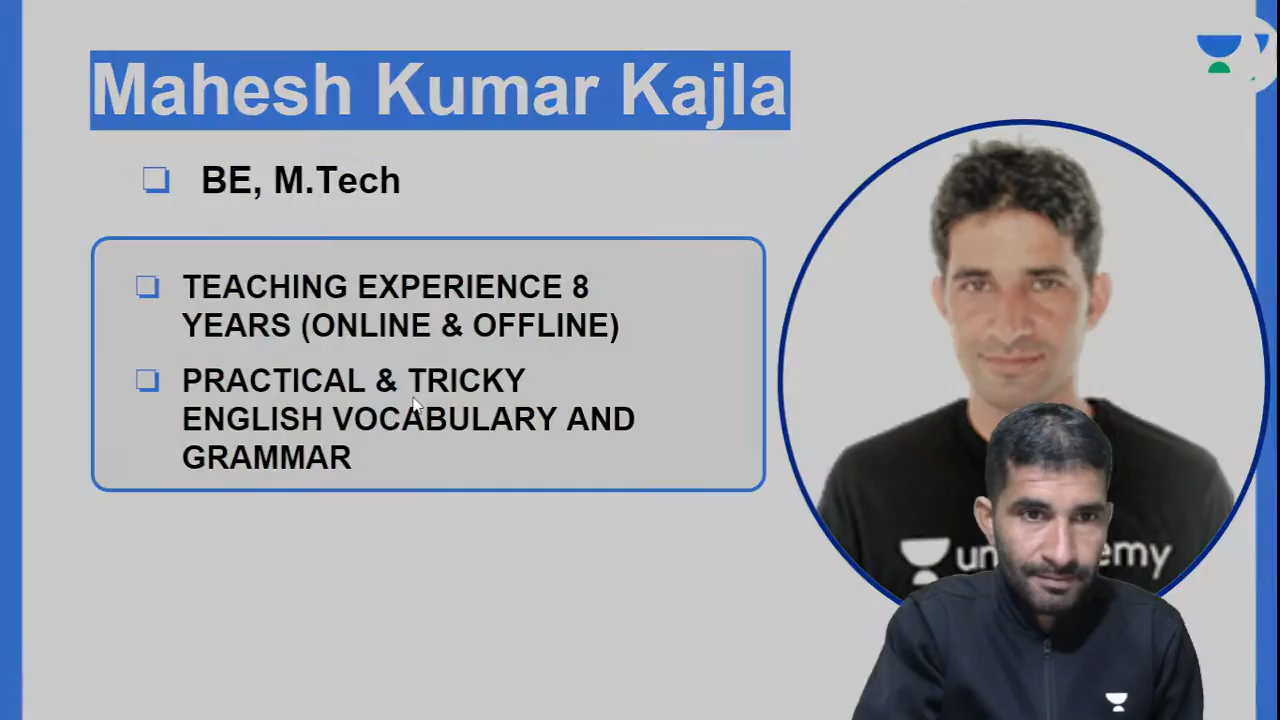 Mahesh Kumar Kajla
BE, M.Tech
TEACHING EXPERIENCE 8
YEARS (ONLINE & OFFLINE)
PRACTICAL & TRICKY
ENGLISH VOCABULARY AND
GRAMMAR